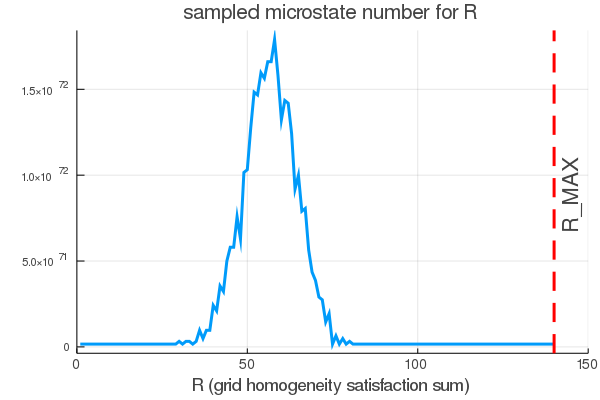 sampled microstate number for R
1.5×10 72
1.0×10 72
5.0×10 71
0
R_MAX
0 50 100 150
R (grid homogeneity satisfaction sum)